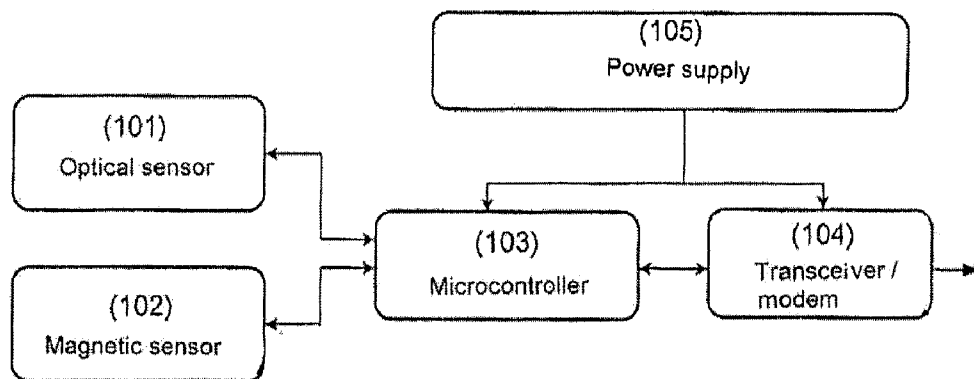 (105)
Power supply
(101)
Optical sensor
(103)
Microcontroller
(104)
Transceiver /
modem
(102)
Magnetic sensor